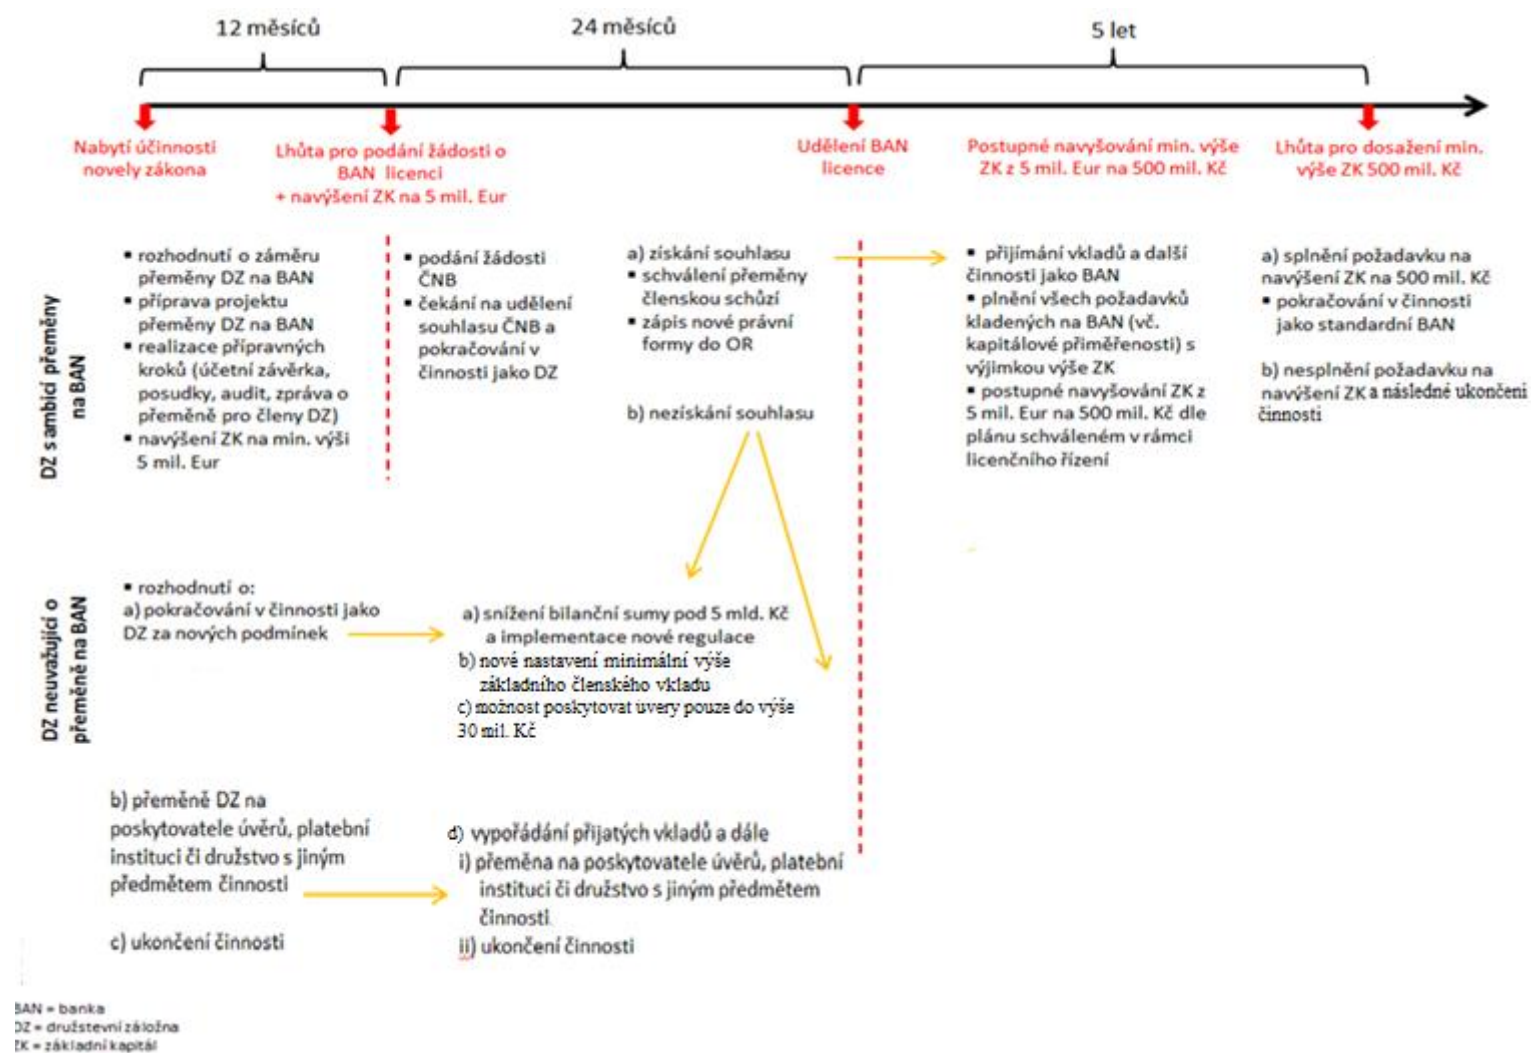 12 měsíců
24 měsíců
5 let
Nabytí účinnosti
novely zákona
Lhůta pro podání žádosti o
BAN licenci
+ navýšení ZK na 5 mil. Eur
Udělení BAN
licence
Postupné navyšování min. výše
ZK z 5 mil. Eur na 500 mil. Kč
Lhůta pro dosažení min.
výše ZK 500 mil. Kč
DZ s ambicí přeměny
na BAN
▪ rozhodnutí o záměru
přeměny DZ na BAN
▪ příprava projektu
přeměny DZ na BAN
▪ realizace přípravných
kroků (účetní závěrka,
posudky, audit, zpráva o
přeměně pro členy DZ)
▪ navýšení ZK na min. výši
5 mil. Eur
▪ podání žádosti
ČNB
▪ čekání na udělení
souhlasu ČNB a
pokračování v
činnosti jako DZ
a) získání souhlasu
▪ schválení přeměny
členskou schůzí
▪ zápis nové právní
formy do OR
b) nezískání souhlasu
▪ přijímání vkladů a další
činnosti jako BAN
▪ plnění všech požadavků
kladených na BAN (vč.
kapitálové přiměřenosti) s
výjimkou výše ZK
▪ postupné navyšování ZK z
5 mil. Eur na 500 mil. Kč dle
plánu schváleném v rámci
licenčního řízení
a) splnění požadavku na
navýšení ZK na 500 mil. Kč
▪ pokračování v činnosti
jako standardní BAN
b) nesplnění požadavku na
navýšení ZK a následné ukončení
činnosti
DZ neuvažující o
přeměně na BAN
▪ rozhodnutí o:
a) pokračování v činnosti jako
DZ za nových podmínek
a) snížení bilanční sumy pod 5 mld. Kč
a implementace nové regulace
b) nové nastavení minimální výše
základního členského vkladu
c) možnost poskytovat úvery pouze do výše
30 mil. Kč
b) přeměně DZ na
poskytovatele úvěrů, platební
instituci či družstvo s jiným
předmětem činnosti
c) ukončení činnosti
d) vypořádání přijatých vkladů a dále
i) přeměna na poskytovatele úvěrů, platební
instituci či družstvo s jiným předmětem
činnosti
ii) ukončení činnosti
BAN = banka
DZ = družstevní záložna
ZK = základní kapitál